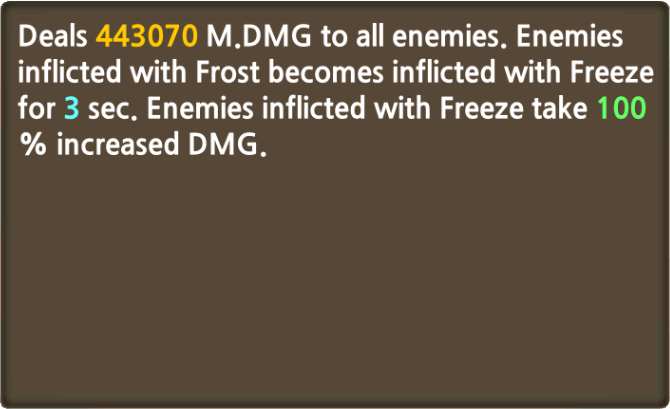 Deals 443070 M.DMG to all enemies. Enemies
inflicted with Frost becomes inflicted with Freeze
for 3 sec. Enemies inflicted with Freeze take 100
% increased DMG.